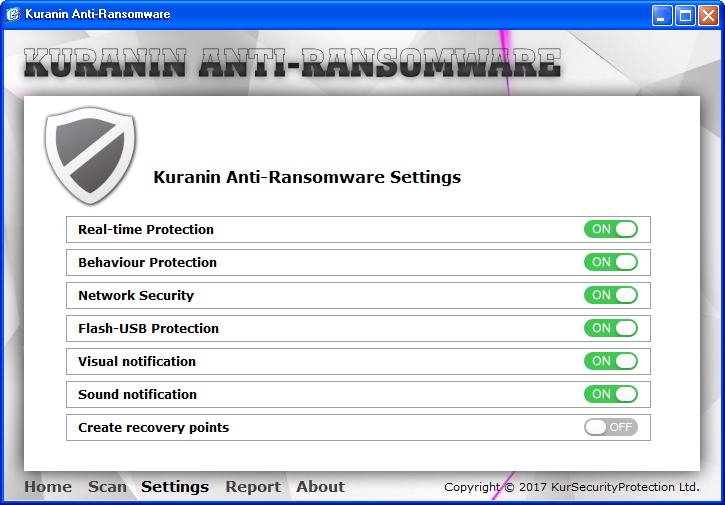 Kuranin Anti-Ransomware
KURANIN ANTI-RANSOMWARE
Kuranin Anti-Ransomware Settings
Real-time Protection ON
Behaviour Protection ON
Network Security ON
Flash-USB Protection ON
Visual notification ON
Sound notification ON
Create recovery points OFF
Home Scan Settings Report About Copyright © 2017 KurSecurityProtection Ltd.